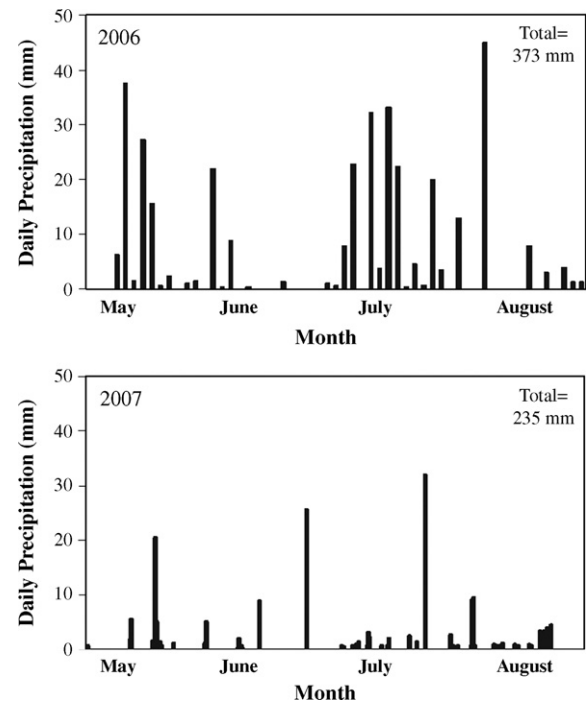 50
40
30
20
10
0
Daily Precipitation (mm)
2006
Total=
373 mm
May June July August
Month
50
40
30
20
10
0
Daily Precipitation (mm)
2007
Total=
235 mm
May June July August
Month